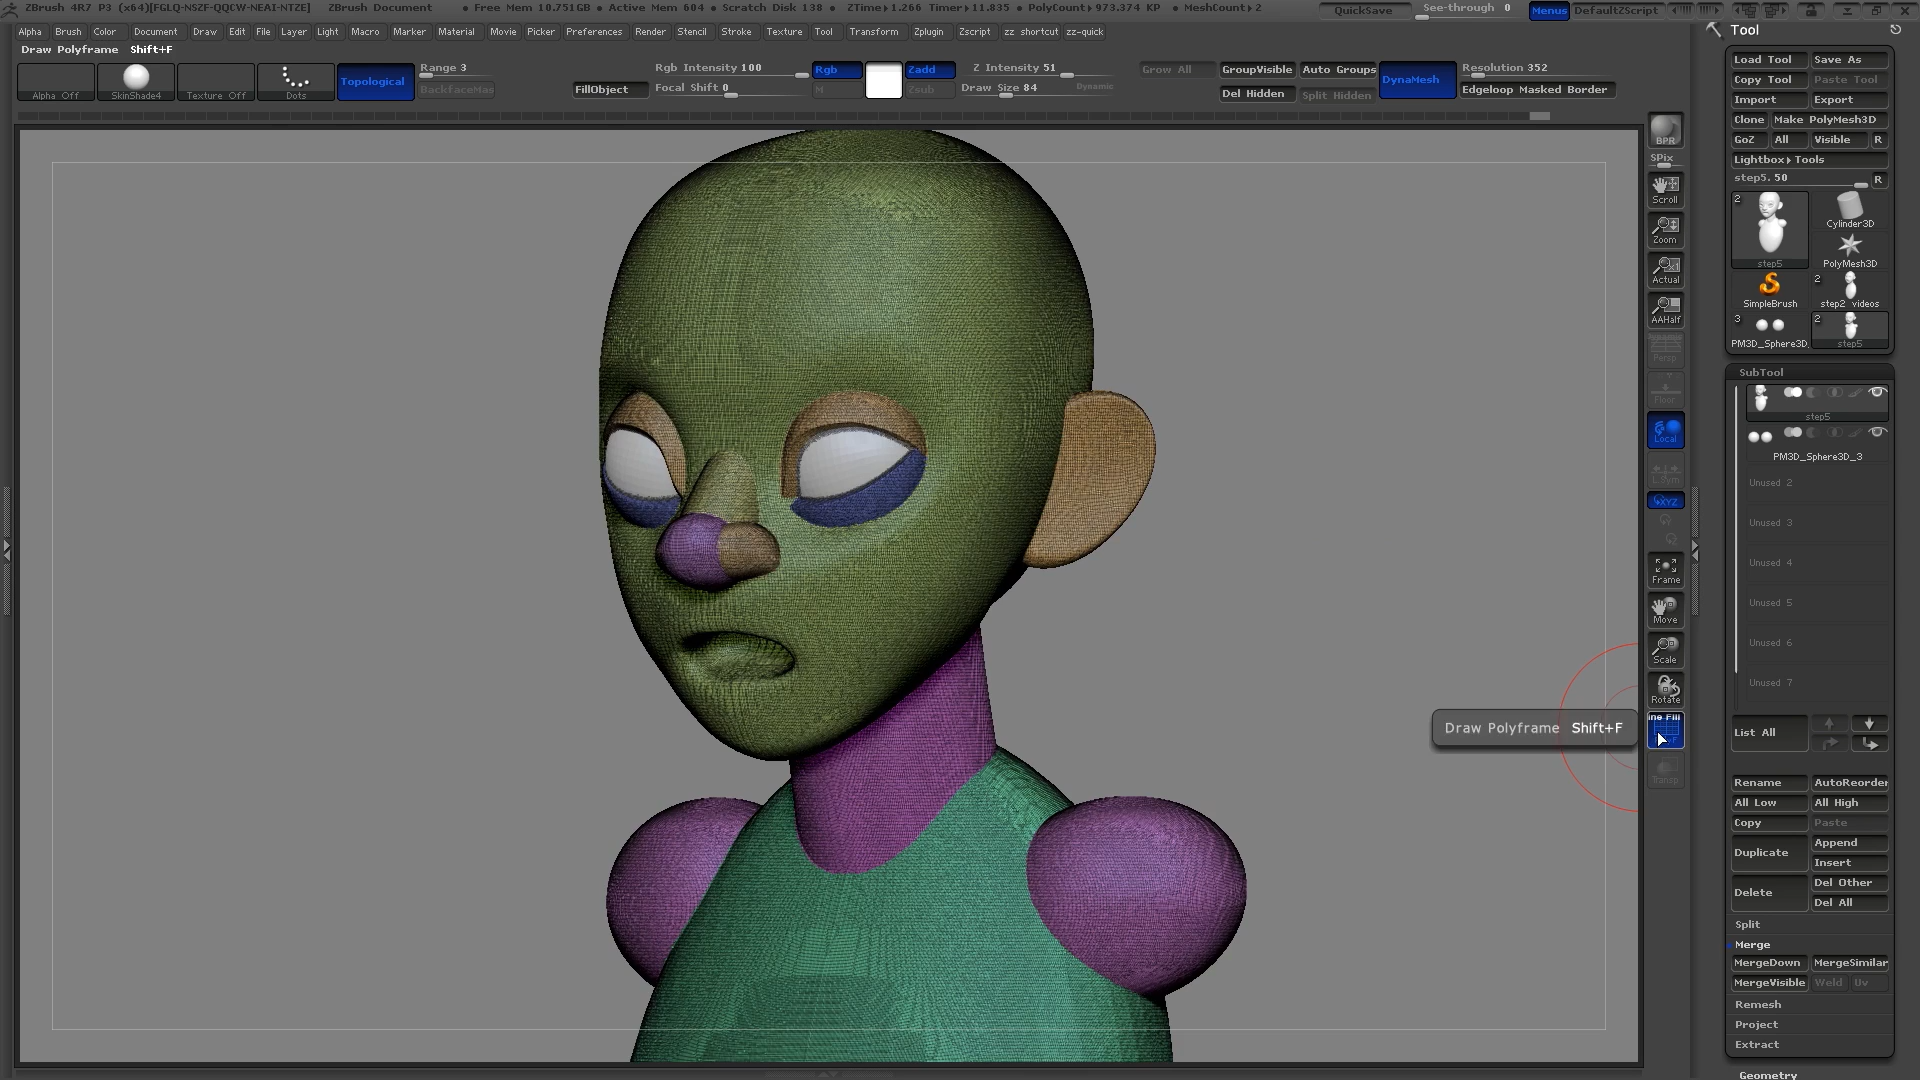 ZBrush 4R7 P3 (x64)[FGLQ-NSZF-QQCW-NEAI-NTZE] ZBrush Document • Free Mem 10.751GB • Active Mem 604 • Scratch Disk 138 • ZTime▸1.266 Timer▸11.835 • PolyCount▸973.374 KP • MeshCount▸2 QuickSave See-through 0 Menus DefaultZScript
Alpha Brush Color Document Draw Edit File Layer Light Macro Marker Material Movie Picker Preferences Render Stencil Stroke Texture Tool Transform Zplugin Zscript zz shortcut zz-quick
Draw Polyframe Shift+F
Alpha Off
SkinShade4
Texture Off
Dots
Topological
Range 3
BackfaceMas
FillObject
Rgb Intensity 100
Focal Shift 0
Rgb
M
Zadd
Zsub
Z Intensity 51
Draw Size 84
Dynamic
Grow All
GroupVisible
Auto Groups
Del Hidden
Split Hidden
DynaMesh
Resolution 352
Edgeloop Masked Border
BPR
SPix
Scroll
Zoom
Actual
AAHalf
Persp
Floor
Local
L.Sym
XYZ
Frame
Move
Scale
Rotate
ine Fill
Transp
Draw Polyframe Shift+F
Tool
Load Tool Save As
Copy Tool Paste Tool
Import Export
Clone Make PolyMesh3D
GoZ All Visible R
Lightbox▸Tools
step5. 50 R
2
step5
Cylinder3D
PolyMesh3D
SimpleBrush
2
step2_videos
3
PM3D_Sphere3D_
2
step5
SubTool
step5
PM3D_Sphere3D_3
Unused 2
Unused 3
Unused 4
Unused 5
Unused 6
Unused 7
List All
Rename AutoReorder
All Low All High
Copy Paste
Duplicate Append
Insert
Delete Del Other
Del All
Split
Merge
MergeDown MergeSimilar
MergeVisible Weld Uv
Remesh
Project
Extract
Geometry